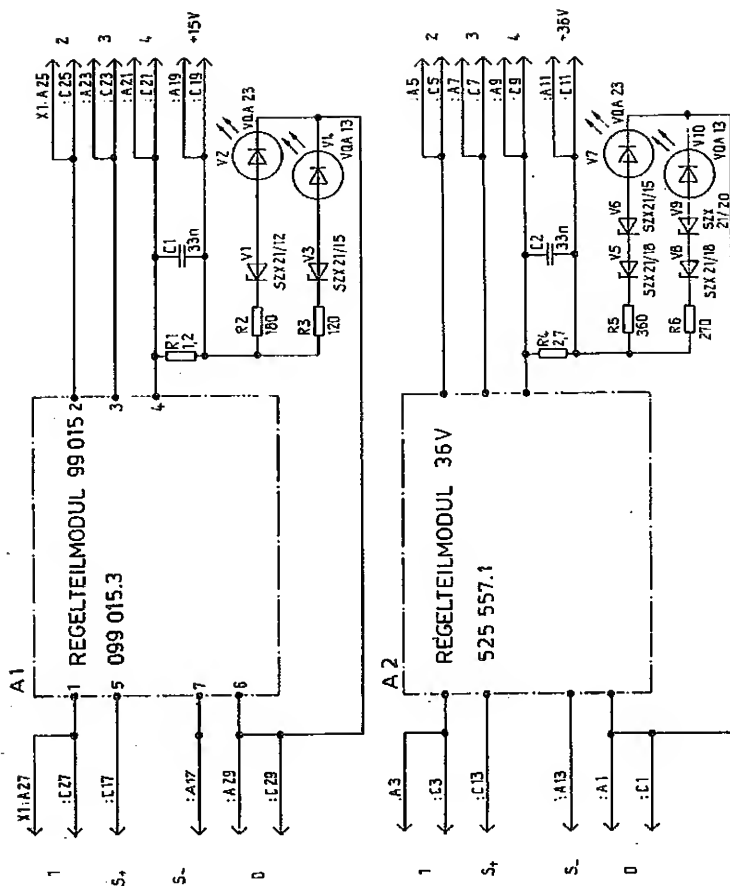 X1:A25
:C25
2
:A23
:C23
3
:A21
:C21
4
:A19
:C19
+15V
A1
REGELTEILMODUL 99 015
099 015.3
2
3
4
1
5
7
6
R1
1,2
C1
33n
R2
180
V1
SZX 21/12
V2
VQA 23
R3
120
V3
SZX 21/15
V4
VQA 13
X1:A27
:C27
1
:C17
S+
:A17
S-
:A29
:C29
0
:A5
:C5
2
:A7
:C7
3
:A9
:C9
4
:A11
:C11
+36V
A2
REGELTEILMODUL 36V
525 557.1
R4
2,7
C2
33n
R5
360
V5
SZX 21/18
V6
SZX 21/15
V7
VQA 23
R6
270
V8
SZX 21/18
V9
SZX
21/20
V10
VQA 13
.A3
:C3
1
:C13
S+
:A13
S-
:A1
:C1
0